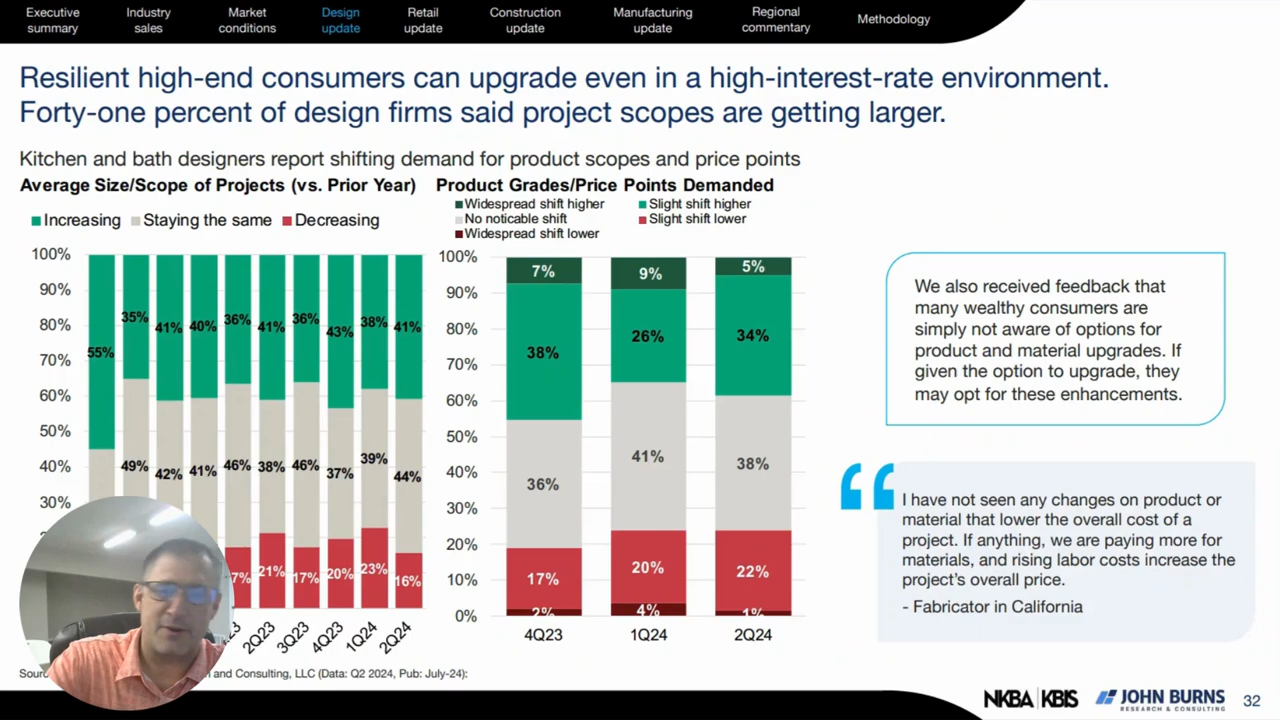 Executive summary
Industry sales
Market conditions
Design update
Retail update
Construction update
Manufacturing update
Regional commentary
Methodology
Resilient high-end consumers can upgrade even in a high-interest-rate environment.
Forty-one percent of design firms said project scopes are getting larger.
Kitchen and bath designers report shifting demand for product scopes and price points
Average Size/Scope of Projects (vs. Prior Year)
Increasing Staying the same Decreasing
100%
90%
80%
70%
60%
50%
40%
30%
55% 35% 41% 40% 36% 41% 36% 43% 38% 41%
49% 42% 41% 46% 38% 46% 37% 39% 44%
7% 21% 17% 20% 23% 16%
2Q23 3Q23 4Q23 1Q24 2Q24
Product Grades/Price Points Demanded
Widespread shift higher Slight shift higher
No noticable shift Slight shift lower
Widespread shift lower
100%
90%
80%
70%
60%
50%
40%
30%
20%
10%
0%
7% 9% 5%
38% 26% 34%
36% 41% 38%
17% 20% 22%
2% 4% 1%
4Q23 1Q24 2Q24
We also received feedback that
many wealthy consumers are
simply not aware of options for
product and material upgrades. If
given the option to upgrade, they
may opt for these enhancements.
I have not seen any changes on product or
material that lower the overall cost of a
project. If anything, we are paying more for
materials, and rising labor costs increase the
project's overall price.
- Fabricator in California
and Consulting, LLC (Data: Q2 2024, Pub: July-24):
NKBA | KBIS
JOHN BURNS
RESEARCH & CONSULTING
32